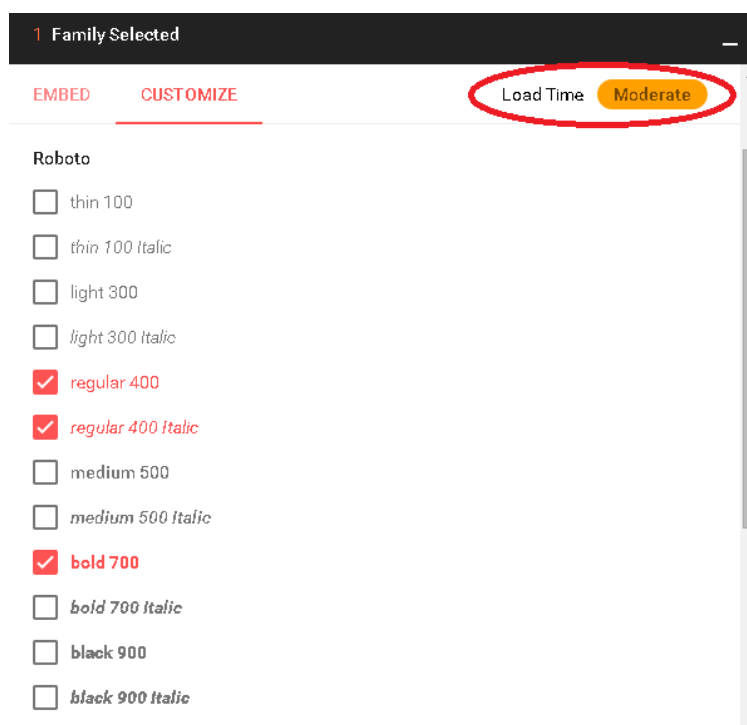 1 Family Selected
EMBED CUSTOMIZE Load Time Moderate
Roboto
thin 100
thin 100 Italic
light 300
light 300 Italic
regular 400
regular 400 Italic
medium 500
medium 500 Italic
bold 700
bold 700 Italic
black 900
black 900 Italic